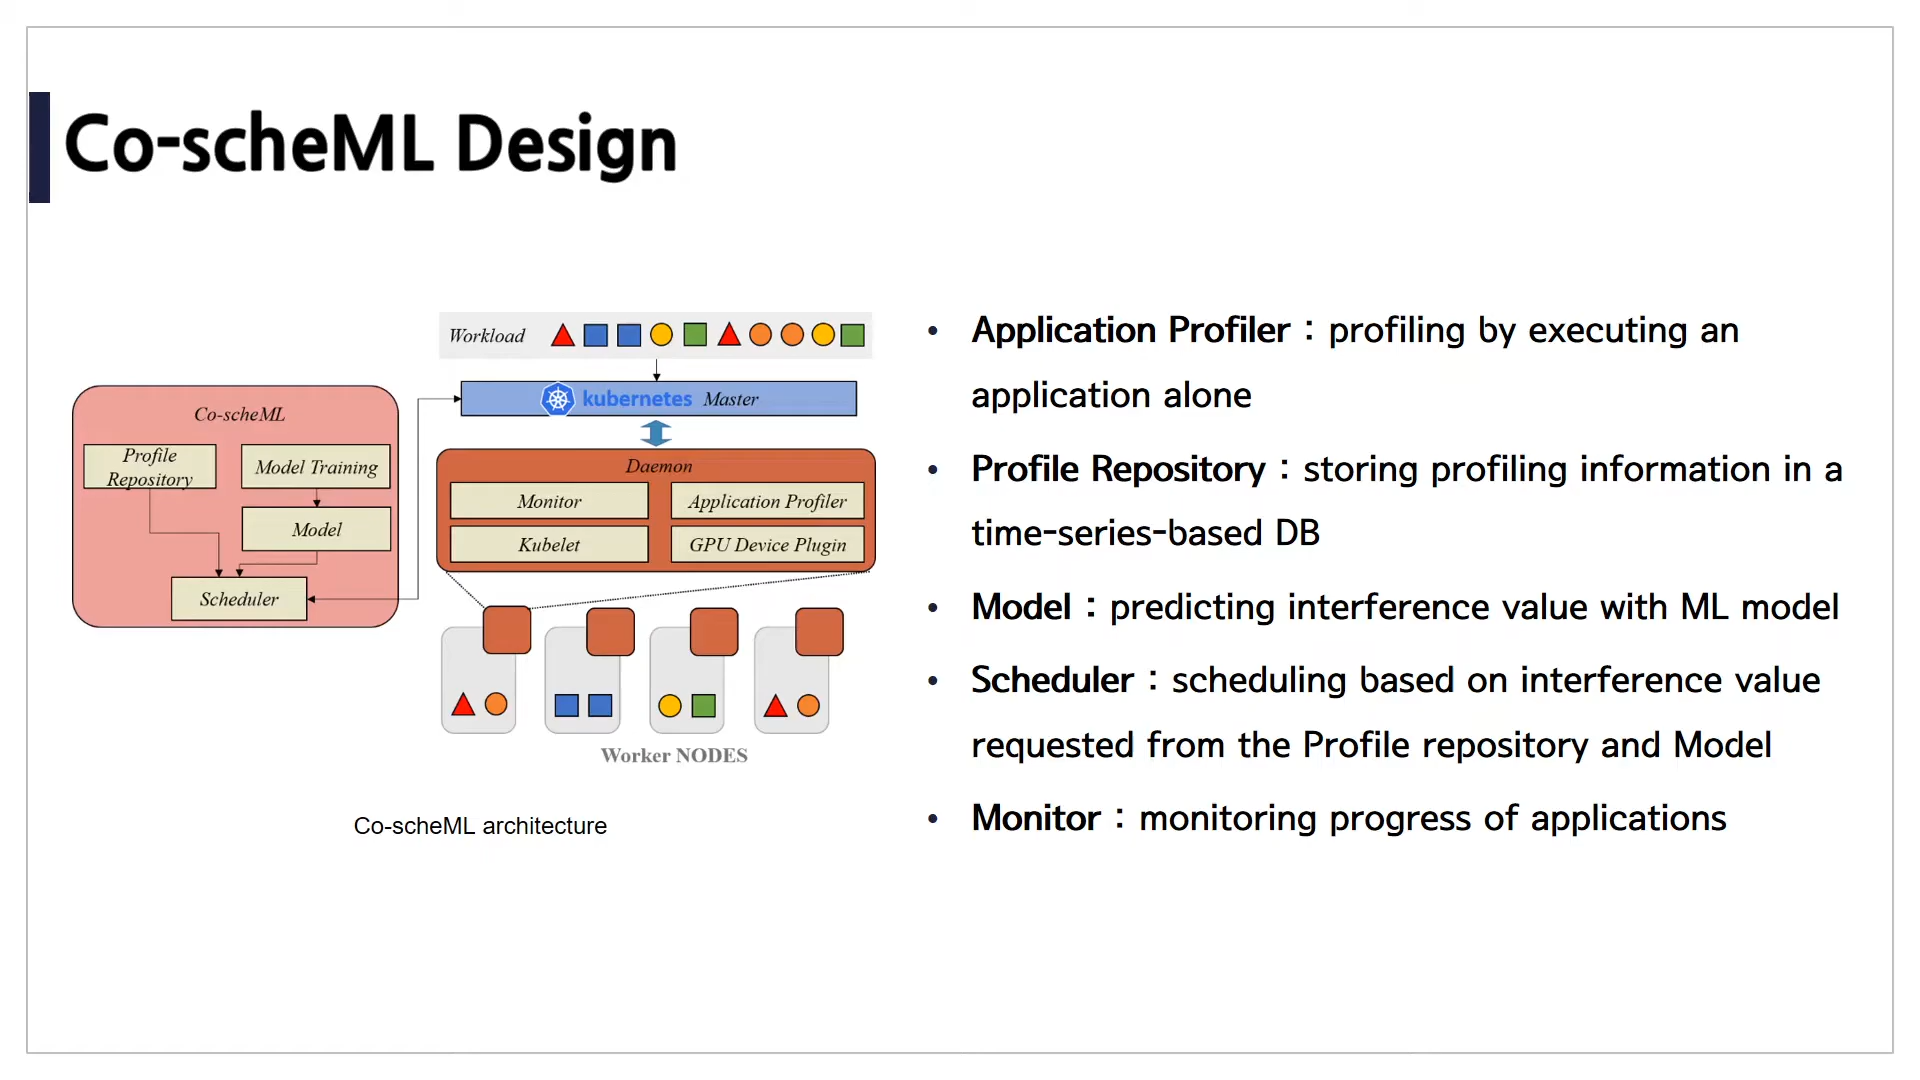 Co-scheML Design
Workload
kubernetes Master
Co-scheML
Profile
Repository
Model Training
Model
Scheduler
Daemon
Monitor
Application Profiler
Kubelet
GPU Device Plugin
Worker NODES
Co-scheML architecture
• Application Profiler : profiling by executing an
application alone
• Profile Repository : storing profiling information in a
time-series-based DB
• Model : predicting interference value with ML model
• Scheduler : scheduling based on interference value
requested from the Profile repository and Model
• Monitor : monitoring progress of applications